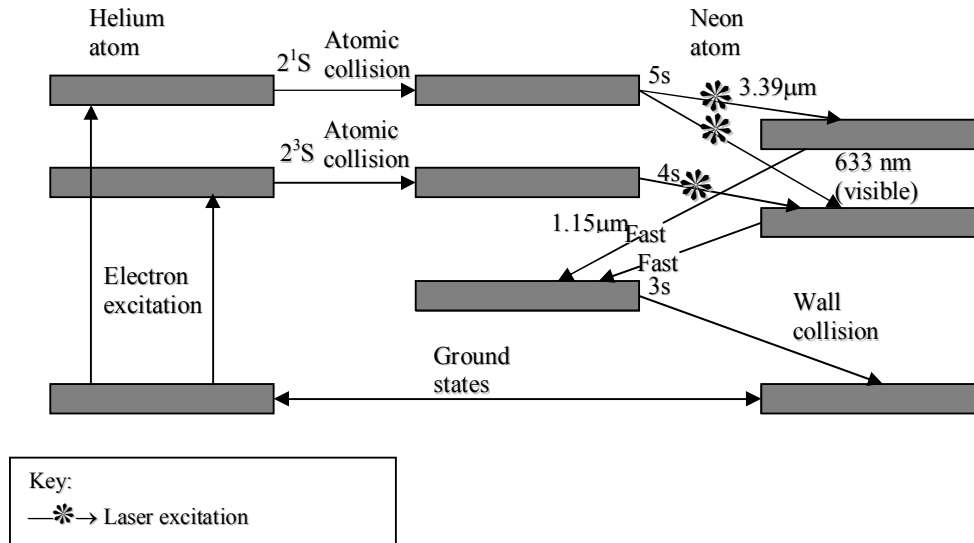 Helium
atom
Neon
atom
2¹S
Atomic
collision
5s
3.39μm
2³S
Atomic
collision
4s
633 nm
(visible)
1.15μm
Fast
Fast
Electron
excitation
3s
Wall
collision
Ground
states
Key:
—❋→ Laser excitation